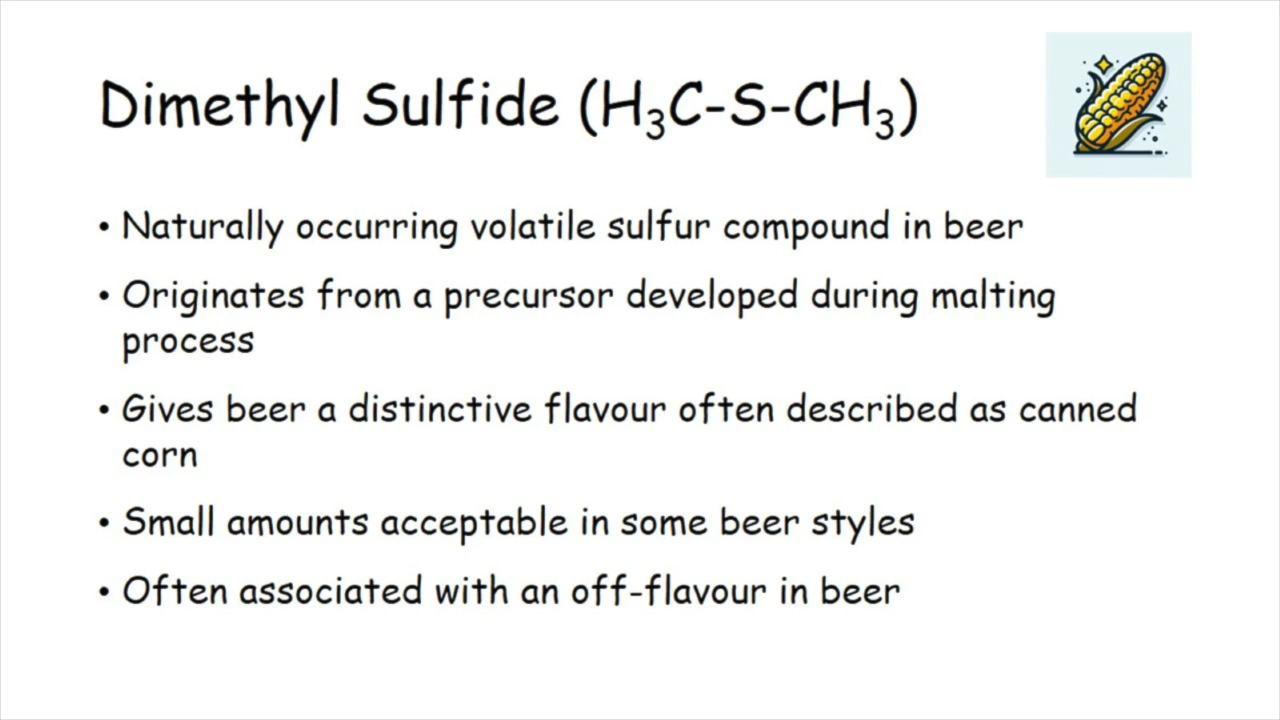 Dimethyl Sulfide (H₃C-S-CH₃)
• Naturally occurring volatile sulfur compound in beer
• Originates from a precursor developed during malting
process
• Gives beer a distinctive flavour often described as canned
corn
• Small amounts acceptable in some beer styles
• Often associated with an off-flavour in beer